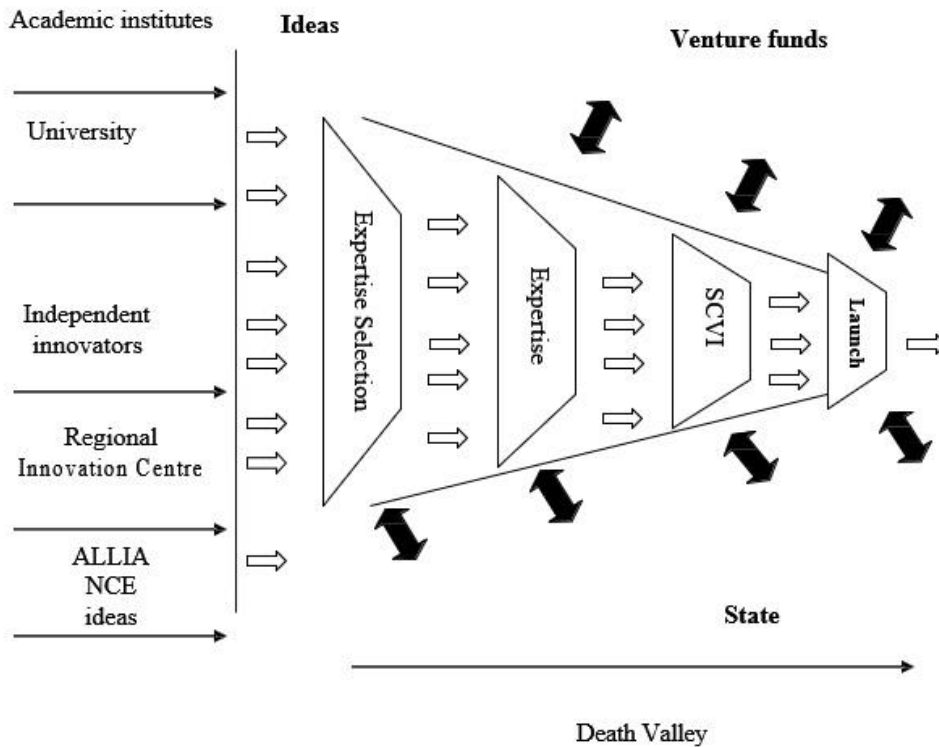 Academic institutes
Ideas
Venture funds
University
Independent
innovators
Regional
Innovation Centre
ALLIA
NCE
ideas
Expertise Selection
Expertise
SCVI
Launch
State
Death Valley